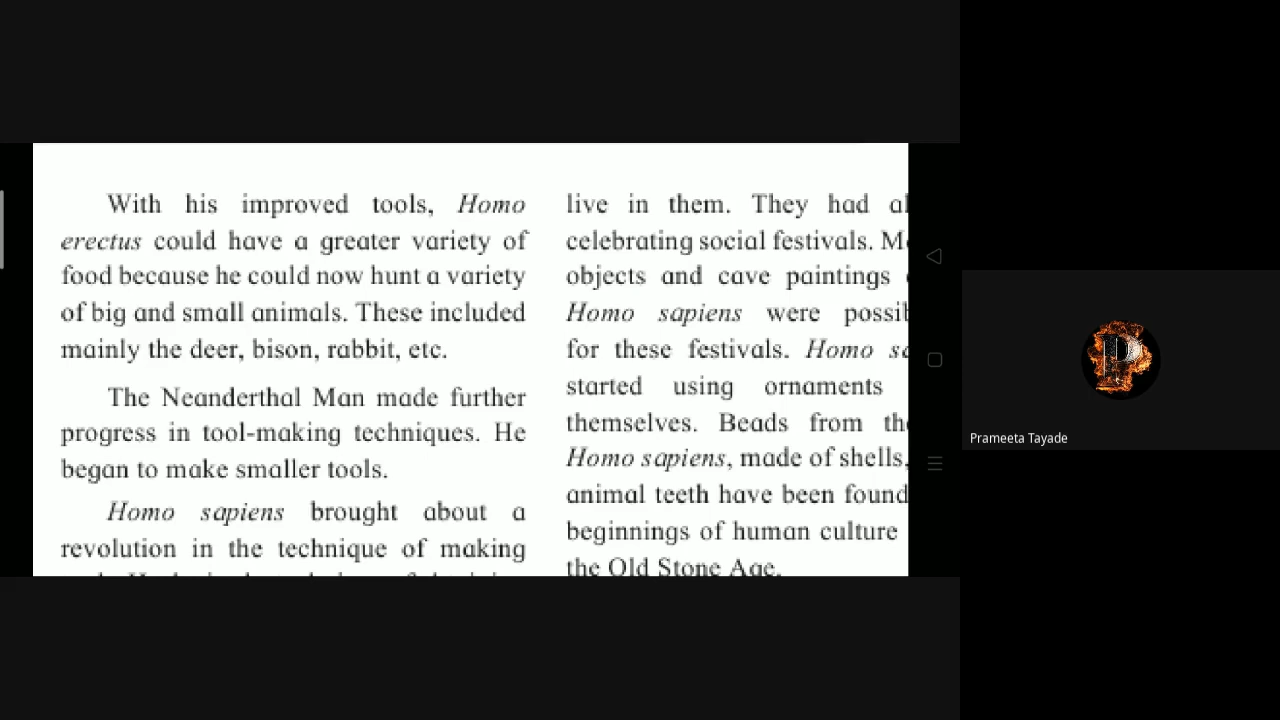 With his improved tools, Homo
erectus could have a greater variety of
food because he could now hunt a variety
of big and small animals. These included
mainly the deer, bison, rabbit, etc.
The Neanderthal Man made further
progress in tool-making techniques. He
began to make smaller tools.
Homo sapiens brought about a
revolution in the technique of making
live in them. They had
celebrating social festivals.
objects and cave paintings
Homo sapiens were
for these festivals. Homo
started using ornaments
themselves. Beads from
Homo sapiens, made of shells,
animal teeth have been found
beginnings of human culture
the Old Stone Age.
P
Prameeta Tayade